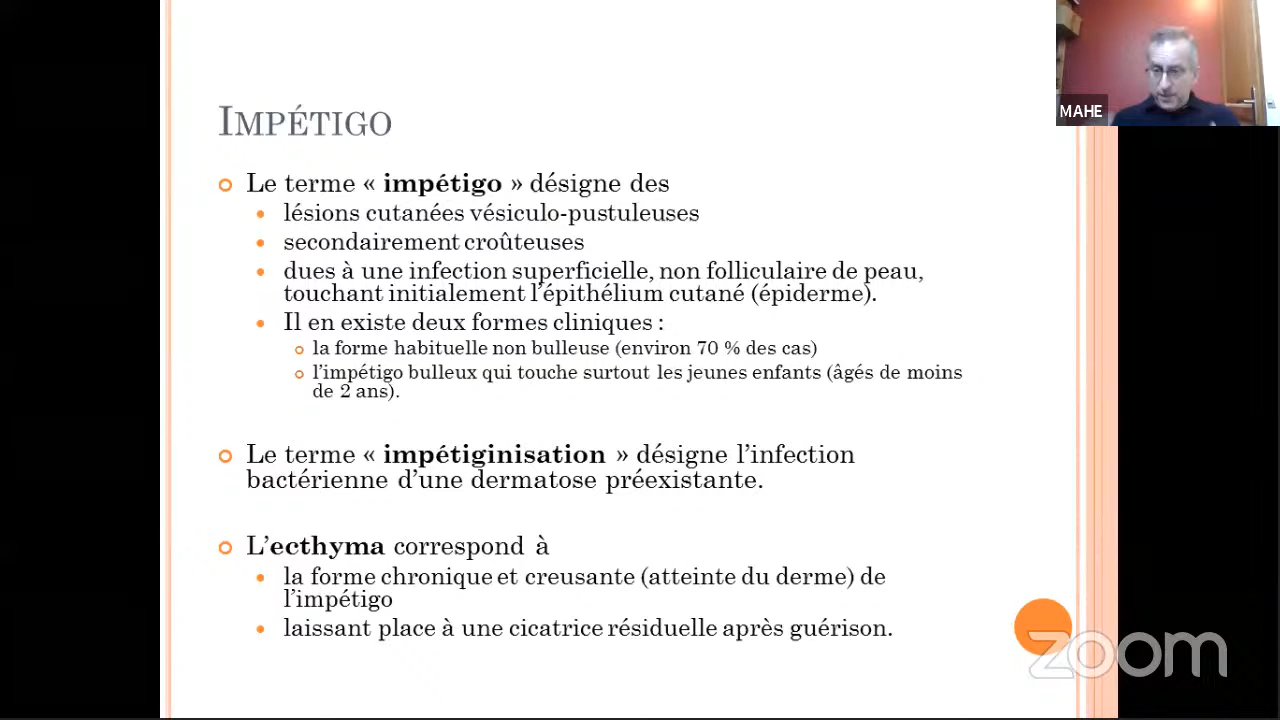 IMPÉTIGO
Le terme « impétigo » désigne des
lésions cutanées vésiculo-pustuleuses
secondairement croûteuses
dues à une infection superficielle, non folliculaire de peau,
touchant initialement l’épithélium cutané (épiderme).
Il en existe deux formes cliniques :
la forme habituelle non bulleuse (environ 70 % des cas)
l’impétigo bulleux qui touche surtout les jeunes enfants (âgés de moins
de 2 ans).
Le terme « impétiginisation » désigne l’infection
bactérienne d’une dermatose préexistante.
L’ecthyma correspond à
la forme chronique et creusante (atteinte du derme) de
l’impétigo
laissant place à une cicatrice résiduelle après guérison.
MAHE
zoom